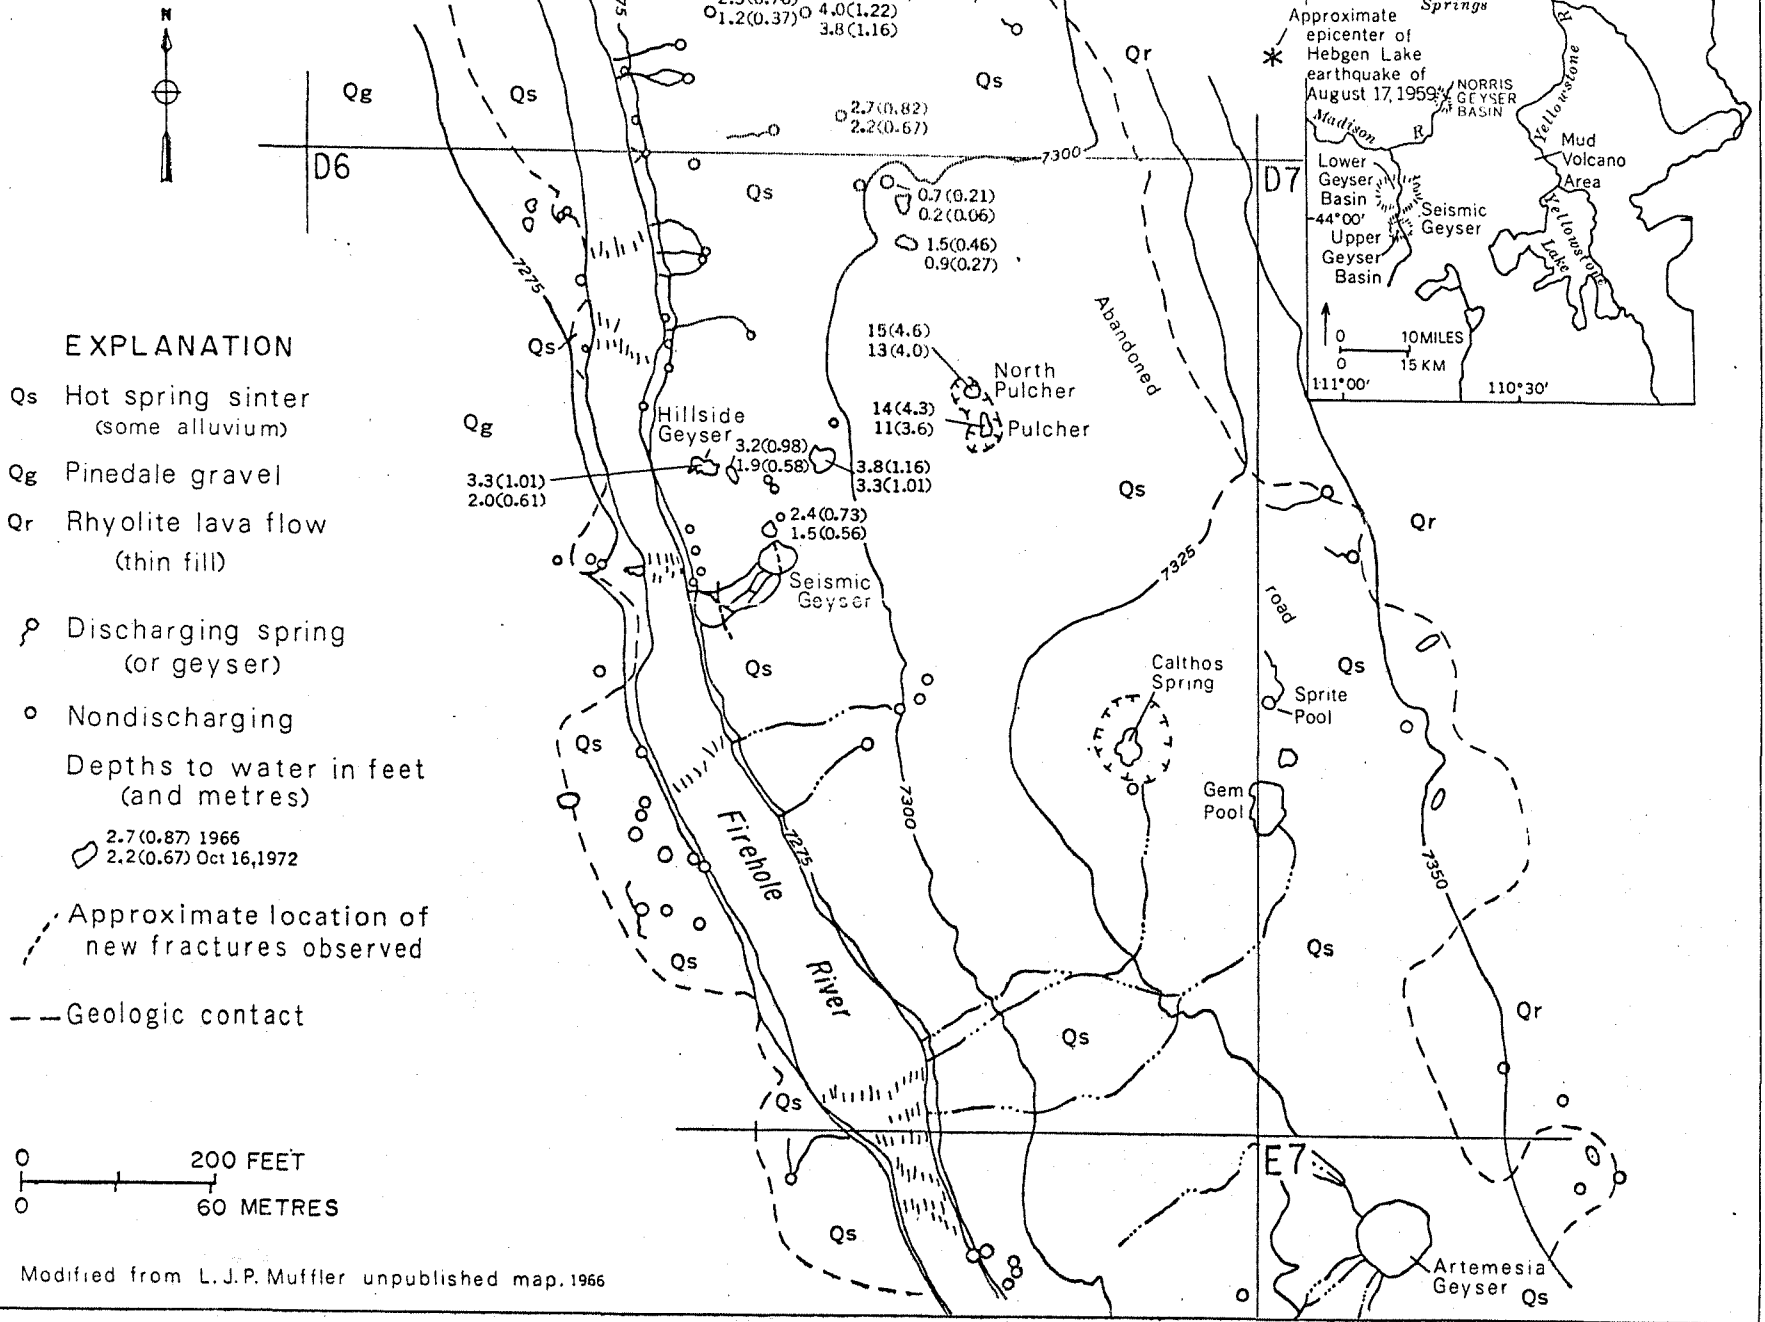 N
75
1.2(0.37)
4.0(1.22)
3.8(1.16)
Qg
Qs
Qs
Qr
2.7(0.82)
2.2(0.67)
D6
7300
D7
Qs
0.7(0.21)
0.2(0.06)
1.5(0.46)
0.9(0.27)
7275
Abandoned
Qs
15(4.6)
13(4.0)
North
Pulcher
14(4.3)
11(3.6)
Pulcher
Qg
Hillside
Geyser
3.2(0.98)
1.9(0.58)
3.3(1.01)
2.0(0.61)
3.8(1.16)
3.3(1.01)
2.4(0.73)
1.5(0.56)
Seismic
Geyser
Qs
Qr
7325
road
Qs
Calthos
Spring
Qs
Sprite
Pool
Qs
Gem
Pool
7300
7275
Firehole
River
7350
Qs
Qs
Qs
Qr
Qs
E7
Qs
Artemesia
Geyser
Qs
Springs
R
Approximate
epicenter of
Hebgen Lake
earthquake of
August 17, 1959
NORRIS
GEYSER
BASIN
Yellowstone
Madison R
Mud
Volcano
Area
Lower
Geyser
Basin
44°00'
Seismic
Geyser
Upper
Geyser
Basin
Yellowstone
Lake
0 10 MILES
0 15 KM
111°00' 110°30'
EXPLANATION
Qs Hot spring sinter
(some alluvium)
Qg Pinedale gravel
Qr Rhyolite lava flow
(thin fill)
Discharging spring
(or geyser)
Nondischarging
Depths to water in feet
(and metres)
2.7(0.87) 1966
2.2(0.67) Oct 16,1972
Approximate location of
new fractures observed
Geologic contact
0 200 FEET
0 60 METRES
Modified from L.J.P. Muffler unpublished map, 1966